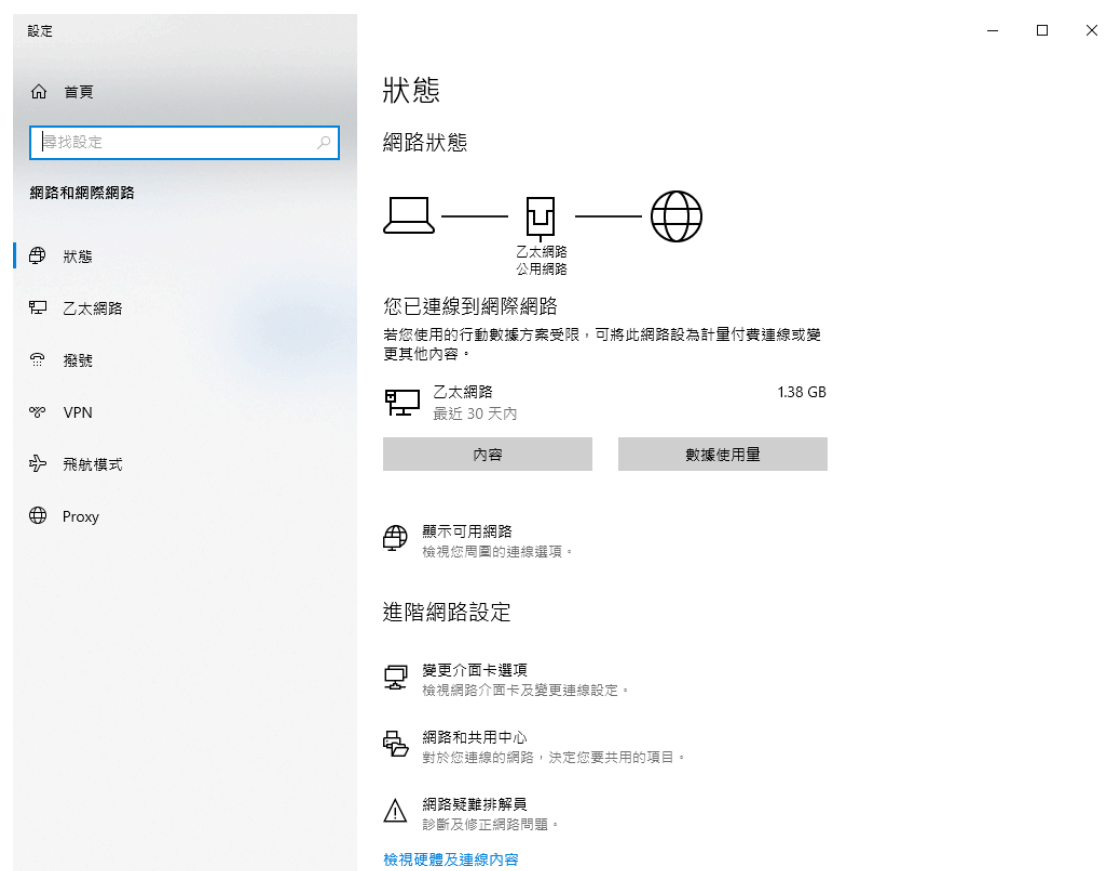 設定
首頁
尋找設定
網路和網際網路
狀態
乙太網路
撥號
VPN
飛航模式
Proxy
狀態
網路狀態
乙太網路
公用網路
您已連線到網際網路
若您使用的行動數據方案受限，可將此網路設為計量付費連線或變
更其他內容。
乙太網路 1.38 GB
最近 30 天內
內容 數據使用量
顯示可用網路
檢視您周圍的連線選項。
進階網路設定
變更介面卡選項
檢視網路介面卡及變更連線設定。
網路和共用中心
對於您連線的網路，決定您要共用的項目。
網路疑難排解員
診斷及修正網路問題。
檢視硬體及連線內容